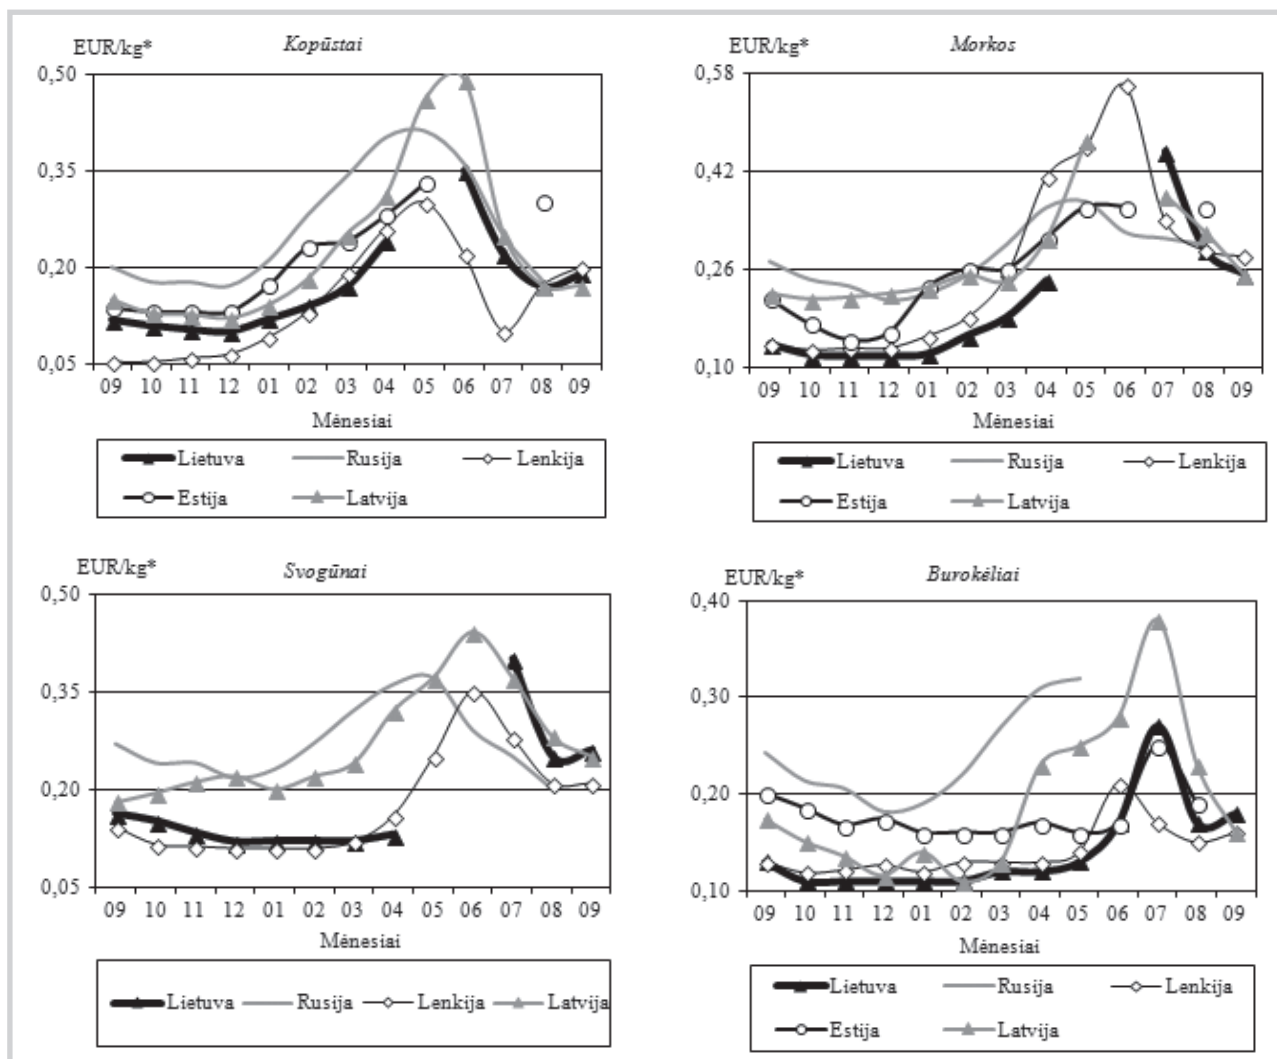 EUR/kg*
Kopūstai
0,50
0,35
0,20
0,05
09 10 11 12 01 02 03 04 05 06 07 08 09
Mėnesiai
Lietuva Rusija Lenkija
Estija Latvija
EUR/kg*
Morkos
0,58
0,42
0,26
0,10
09 10 11 12 01 02 03 04 05 06 07 08 09
Mėnesiai
Lietuva Rusija Lenkija
Estija Latvija
EUR/kg*
Svogūnai
0,50
0,35
0,20
0,05
09 10 11 12 01 02 03 04 05 06 07 08 09
Mėnesiai
Lietuva Rusija Lenkija Latvija
EUR/kg*
Burokėliai
0,40
0,30
0,20
0,10
09 10 11 12 01 02 03 04 05 06 07 08 09
Mėnesiai
Lietuva Rusija Lenkija
Estija Latvija